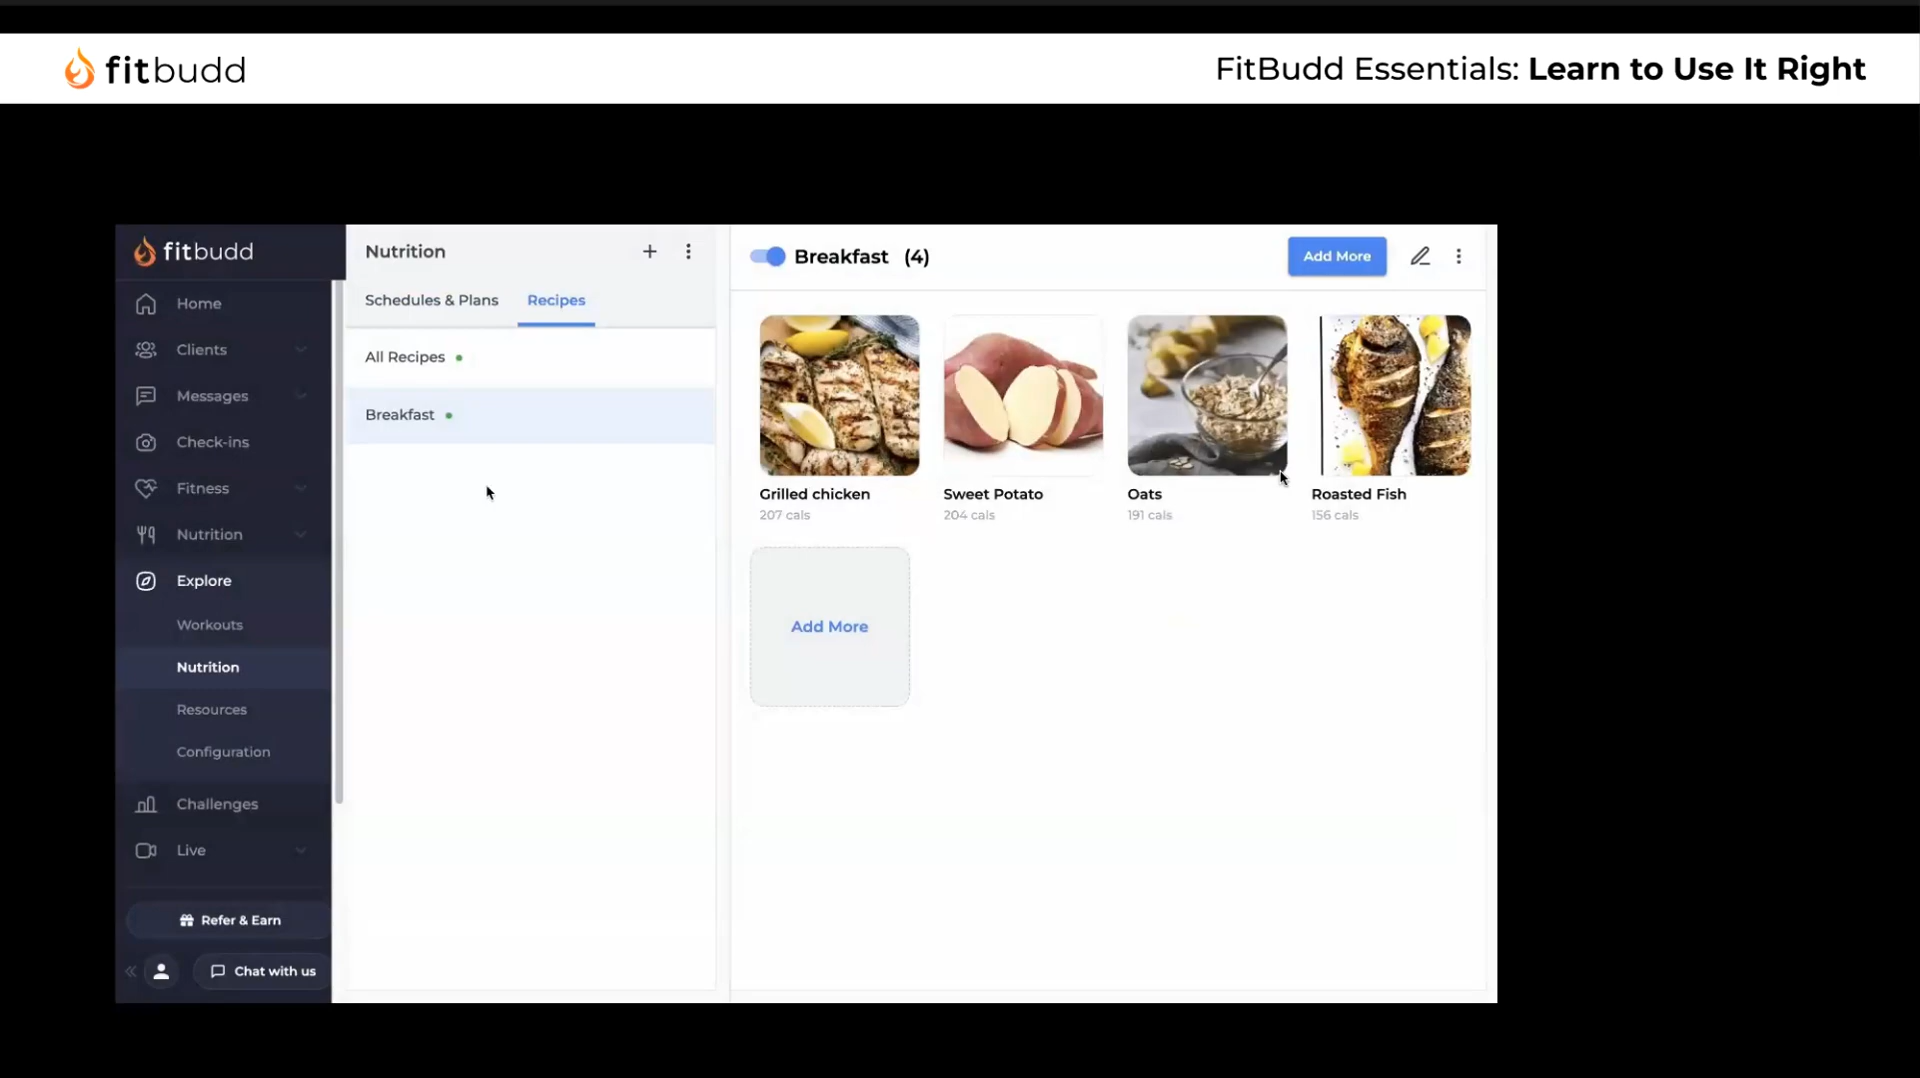 fitbudd
FitBudd Essentials: Learn to Use It Right
fitbudd
Home
Clients
Messages
Check-ins
Fitness
Nutrition
Explore
Workouts
Nutrition
Resources
Configuration
Challenges
Live
Refer & Earn
Chat with us
Nutrition
Schedules & Plans Recipes
All Recipes
Breakfast
Breakfast (4) Add More
Grilled chicken
207 cals
Sweet Potato
204 cals
Oats
191 cals
Roasted Fish
156 cals
Add More